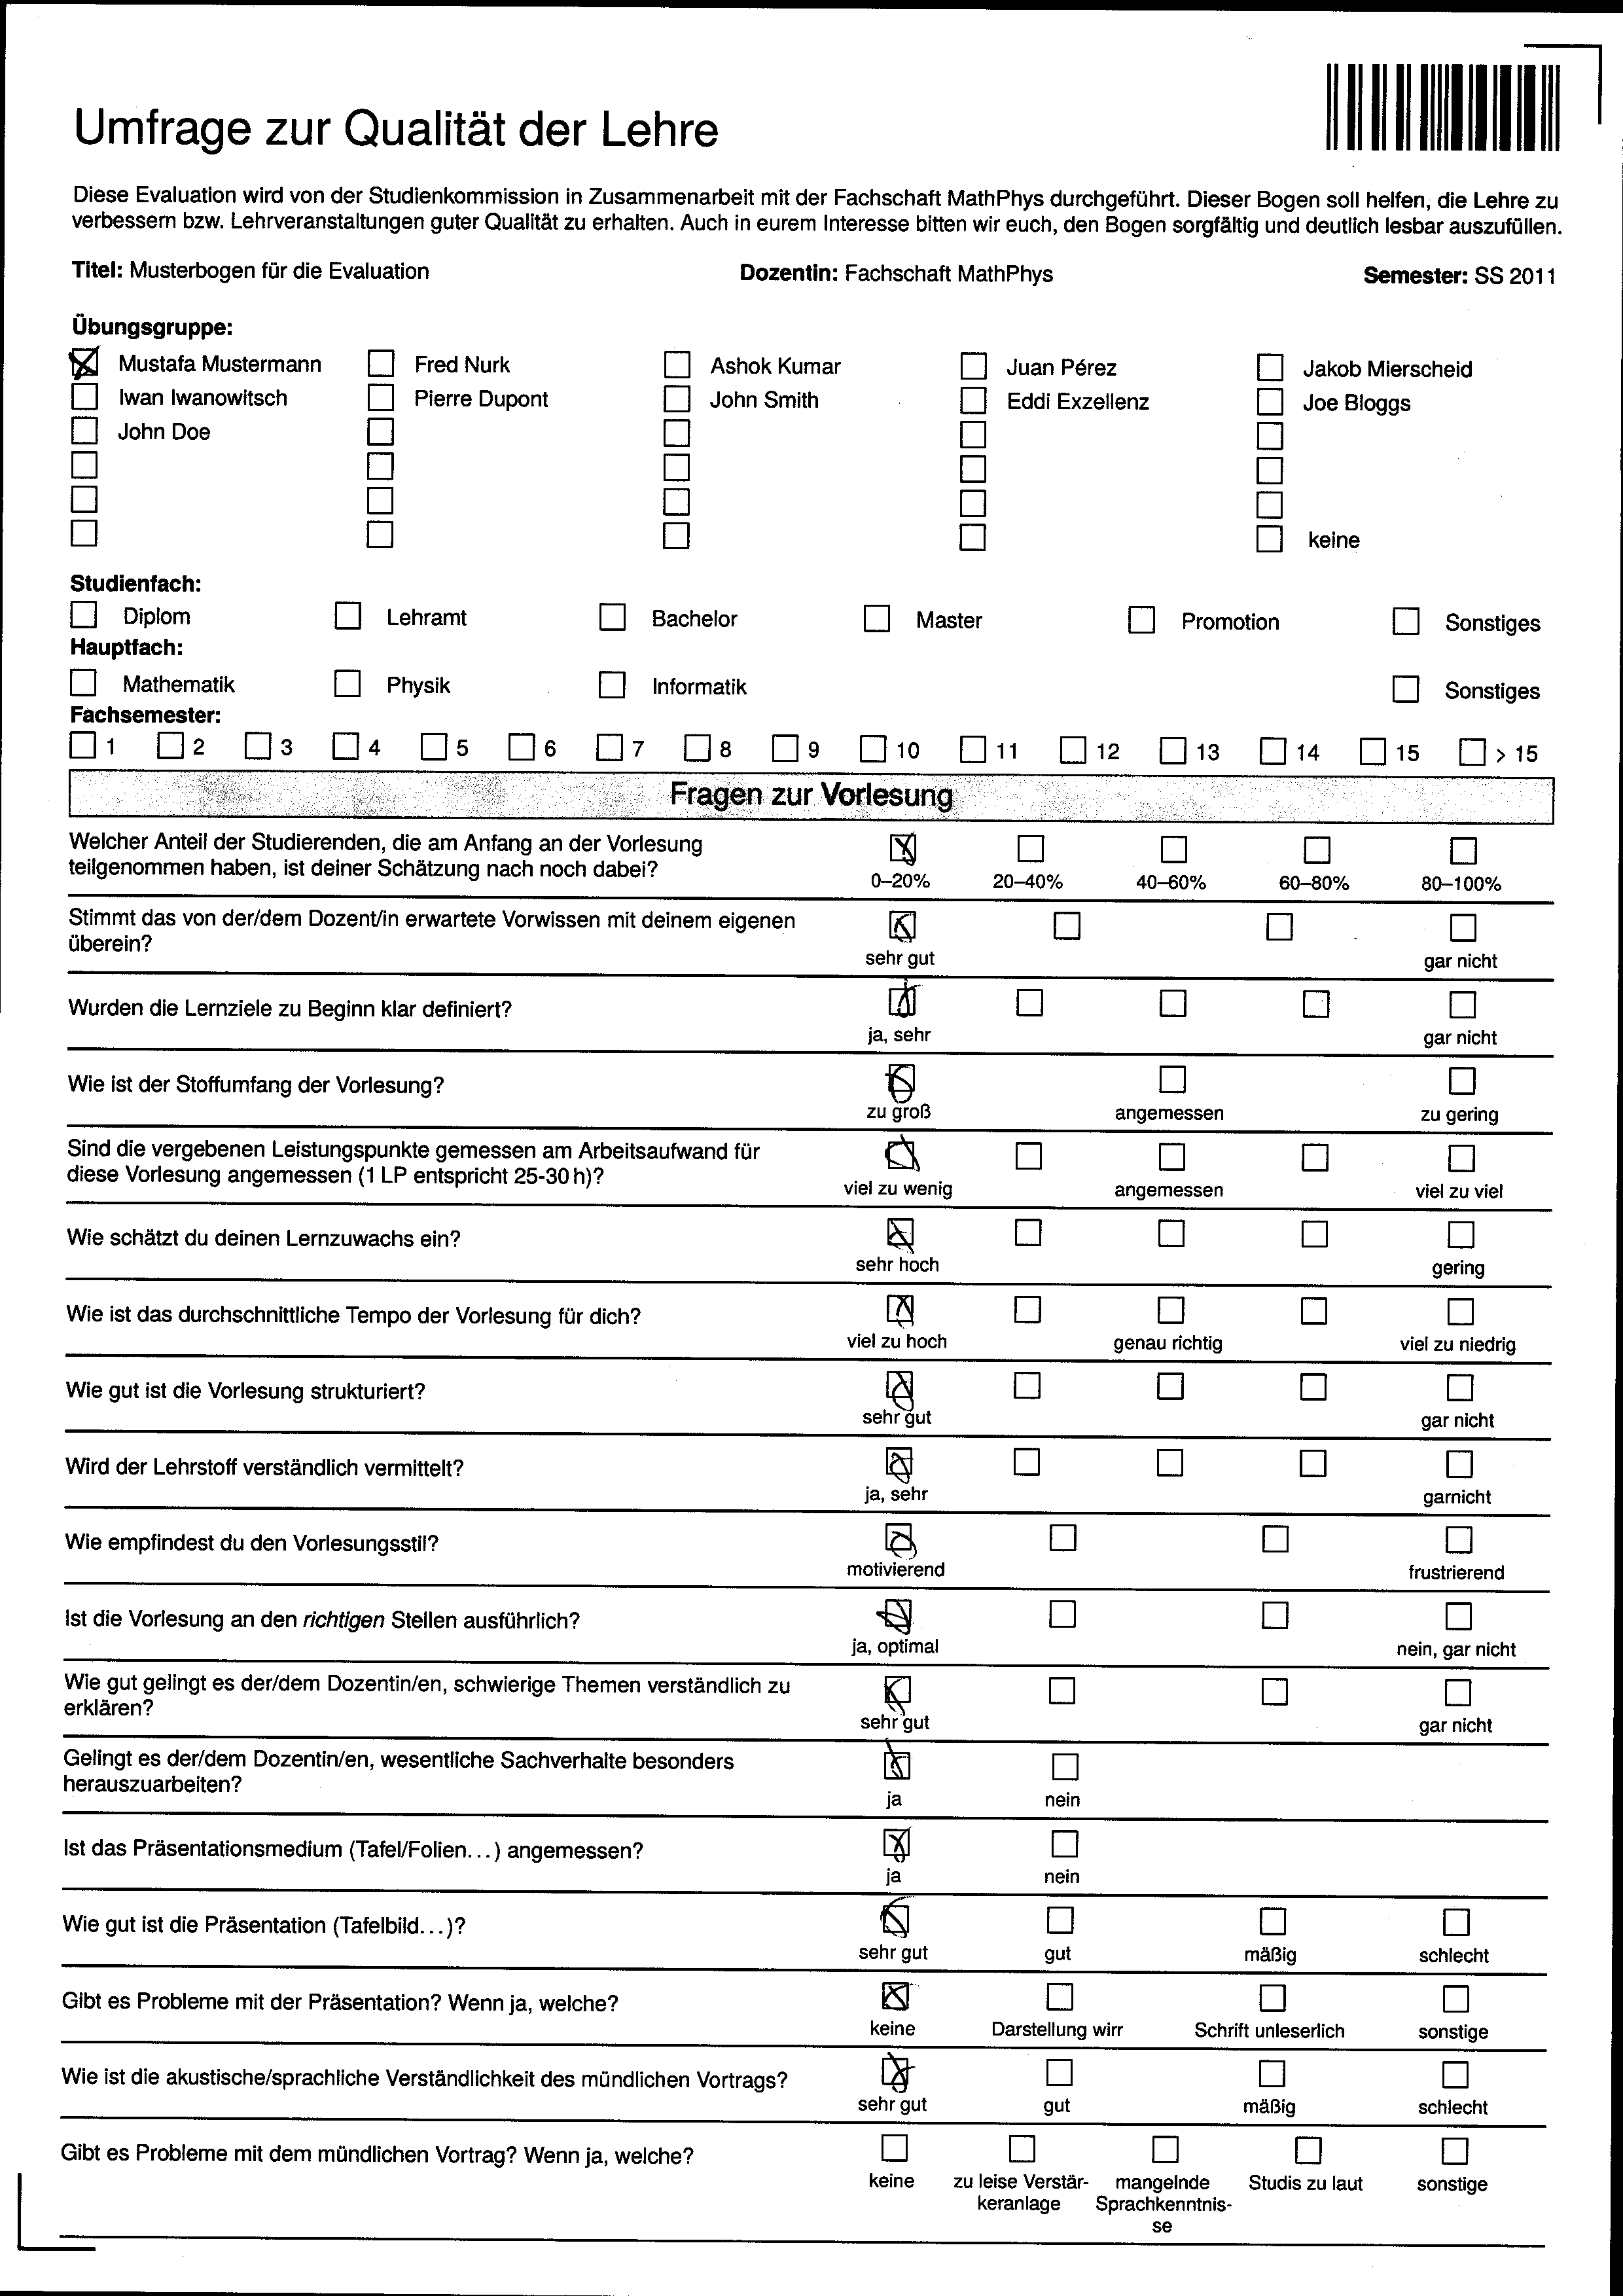 Umfrage zur Qualität der Lehre
Diese Evaluation wird von der Studienkommission in Zusammenarbeit mit der Fachschaft MathPhys durchgeführt. Dieser Bogen soll helfen, die Lehre zu
verbessern bzw. Lehrveranstaltungen guter Qualität zu erhalten. Auch in eurem Interesse bitten wir euch, den Bogen sorgfältig und deutlich lesbar auszufüllen.
Titel: Musterbogen für die Evaluation Dozentin: Fachschaft MathPhys Semester: SS 2011
Übungsgruppe:
Mustafa Mustermann Fred Nurk Ashok Kumar Juan Pérez Jakob Mierscheid
Iwan Iwanowitsch Pierre Dupont John Smith Eddi Exzellenz Joe Bloggs
John Doe
keine
Studienfach:
Diplom Lehramt Bachelor Master Promotion Sonstiges
Hauptfach:
Mathematik Physik Informatik Sonstiges
Fachsemester:
1 2 3 4 5 6 7 8 9 10 11 12 13 14 15 > 15
Fragen zur Vorlesung
Welcher Anteil der Studierenden, die am Anfang an der Vorlesung
teilgenommen haben, ist deiner Schätzung nach noch dabei?
0–20% 20–40% 40–60% 60–80% 80–100%
Stimmt das von der/dem Dozent/in erwartete Vorwissen mit deinem eigenen
überein?
sehr gut gar nicht
Wurden die Lernziele zu Beginn klar definiert?
ja, sehr gar nicht
Wie ist der Stoffumfang der Vorlesung?
zu groß angemessen zu gering
Sind die vergebenen Leistungspunkte gemessen am Arbeitsaufwand für
diese Vorlesung angemessen (1 LP entspricht 25-30 h)?
viel zu wenig angemessen viel zu viel
Wie schätzt du deinen Lernzuwachs ein?
sehr hoch gering
Wie ist das durchschnittliche Tempo der Vorlesung für dich?
viel zu hoch genau richtig viel zu niedrig
Wie gut ist die Vorlesung strukturiert?
sehr gut gar nicht
Wird der Lehrstoff verständlich vermittelt?
ja, sehr garnicht
Wie empfindest du den Vorlesungsstil?
motivierend frustrierend
Ist die Vorlesung an den richtigen Stellen ausführlich?
ja, optimal nein, gar nicht
Wie gut gelingt es der/dem Dozentin/en, schwierige Themen verständlich zu
erklären?
sehr gut gar nicht
Gelingt es der/dem Dozentin/en, wesentliche Sachverhalte besonders
herauszuarbeiten?
ja nein
Ist das Präsentationsmedium (Tafel/Folien...) angemessen?
ja nein
Wie gut ist die Präsentation (Tafelbild...)?
sehr gut gut mäßig schlecht
Gibt es Probleme mit der Präsentation? Wenn ja, welche?
keine Darstellung wirr Schrift unleserlich sonstige
Wie ist die akustische/sprachliche Verständlichkeit des mündlichen Vortrags?
sehr gut gut mäßig schlecht
Gibt es Probleme mit dem mündlichen Vortrag? Wenn ja, welche?
keine zu leise Verstär- mangelnde Studis zu laut sonstige
keranlage Sprachkenntnis-
se